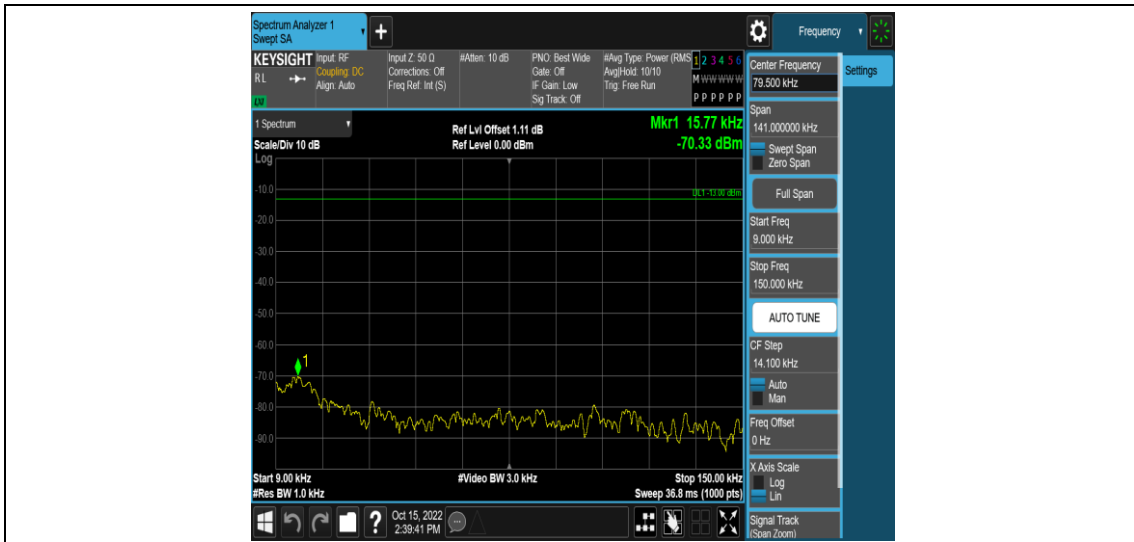 Spectrum Analyzer 1
Swept SA
+
Frequency
KEYSIGHT
RL
LXI
Input: RF
Coupling: DC
Align: Auto
Input Z: 50 Ω
Corrections: Off
Freq Ref: Int (S)
#Atten: 10 dB
PNO: Best Wide
Gate: Off
IF Gain: Low
Sig Track: Off
#Avg Type: Power (RMS
Avg|Hold: 10/10
Trig: Free Run
1 2 3 4 5 6
M W W W W W
P P P P P P
1 Spectrum
Scale/Div 10 dB
Log
Ref Lvl Offset 1.11 dB
Ref Level 0.00 dBm
Mkr1 15.77 kHz
-70.33 dBm
DL1 -13.00 dBm
-10.0
-20.0
-30.0
-40.0
-50.0
-60.0
1
-70.0
-80.0
-90.0
Start 9.00 kHz
#Res BW 1.0 kHz
#Video BW 3.0 kHz
Stop 150.00 kHz
Sweep 36.8 ms (1000 pts)
Center Frequency
79.500 kHz
Settings
Span
141.000000 kHz
Swept Span
Zero Span
Full Span
Start Freq
9.000 kHz
Stop Freq
150.000 kHz
AUTO TUNE
CF Step
14.100 kHz
Auto
Man
Freq Offset
0 Hz
X Axis Scale
Log
Lin
Signal Track
(Span Zoom)
?
Oct 15, 2022
2:39:41 PM